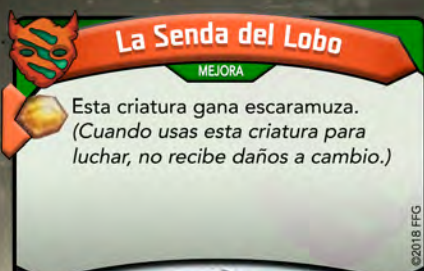 La Senda del Lobo
MEJORA
Esta criatura gana escaramuza.
(Cuando usas esta criatura para
luchar, no recibe daños a cambio.)
©2018 FFG